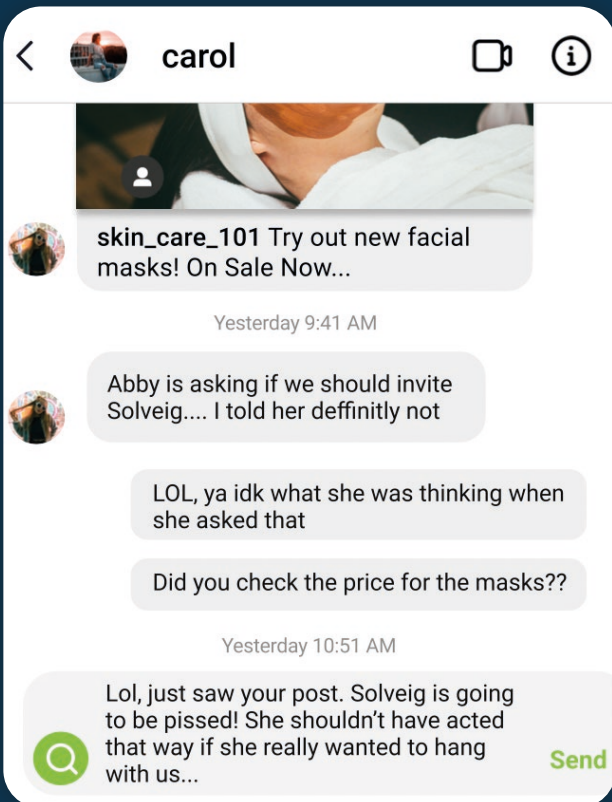 carol
skin_care_101 Try out new facial
masks! On Sale Now...
Yesterday 9:41 AM
Abby is asking if we should invite
Solveig.... I told her deffinitly not
LOL, ya idk what she was thinking when
she asked that
Did you check the price for the masks??
Yesterday 10:51 AM
Lol, just saw your post. Solveig is going
to be pissed! She shouldn’t have acted
that way if she really wanted to hang
with us...
Send